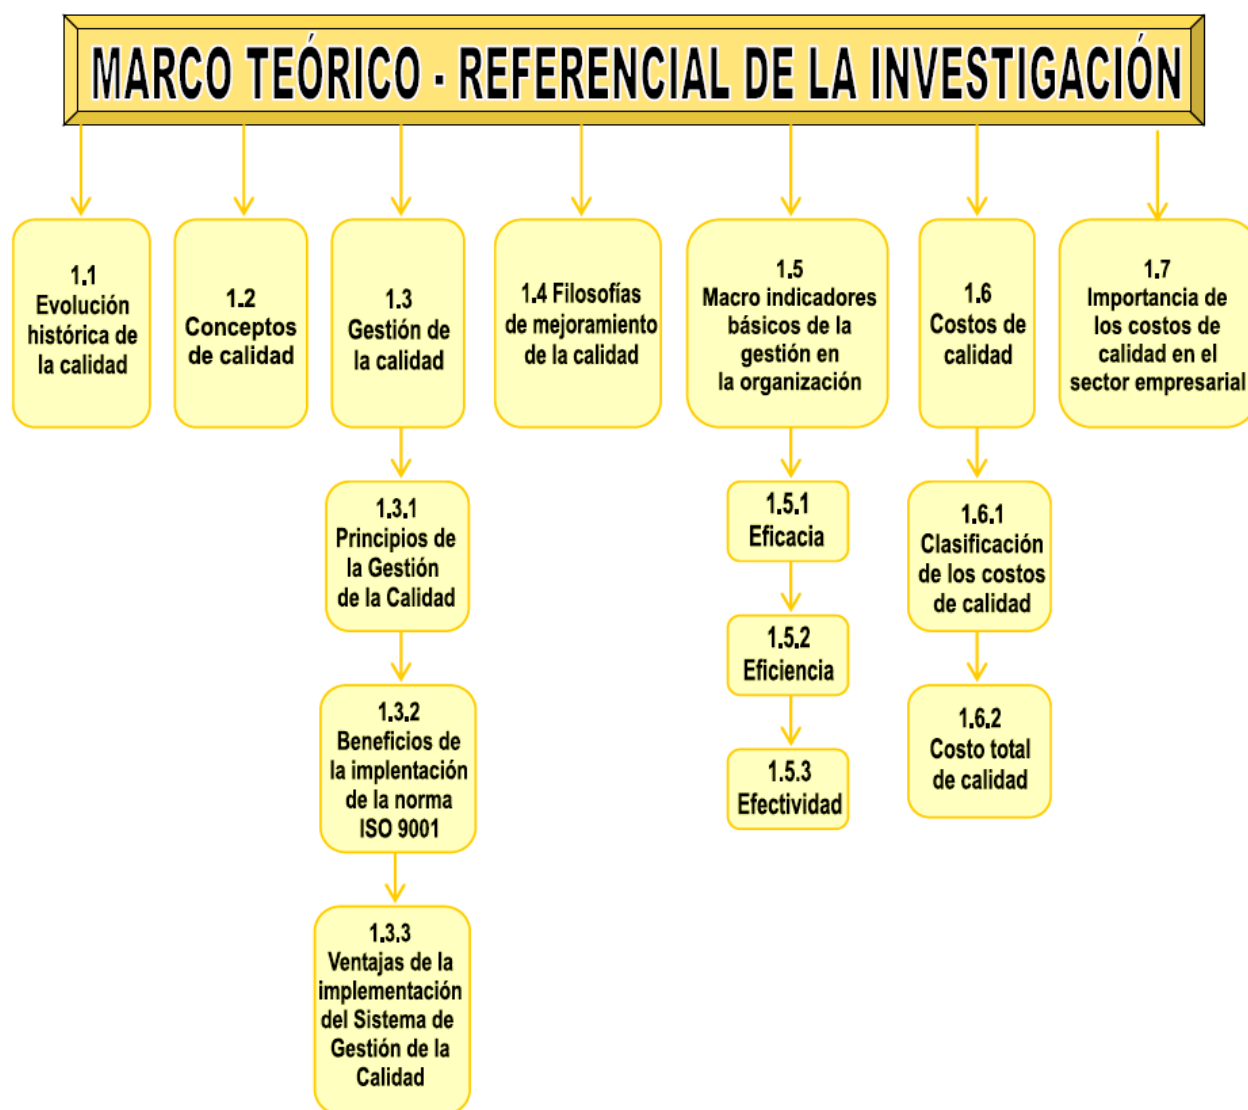 MARCO TEÓRICO - REFERENCIAL DE LA INVESTIGACIÓN
1.1
Evolución
histórica de
la calidad
1.2
Conceptos
de calidad
1.3
Gestión de
la calidad
1.4 Filosofías
de mejoramiento
de la calidad
1.5
Macro indicadores
básicos de la
gestión en
la organización
1.6
Costos de
calidad
1.7
Importancia de
los costos de
calidad en el
sector empresarial
1.3.1
Principios de
la Gestión
de la Calidad
1.3.2
Beneficios de
la implentación
de la norma
ISO 9001
1.3.3
Ventajas de la
implementación
del Sistema de
Gestión de la
Calidad
1.5.1
Eficacia
1.5.2
Eficiencia
1.5.3
Efectividad
1.6.1
Clasificación
de los costos
de calidad
1.6.2
Costo total
de calidad